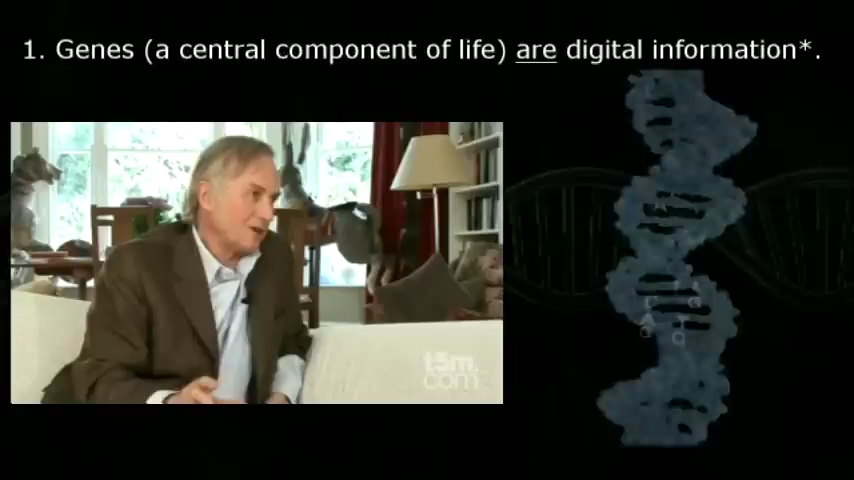 1. Genes (a central component of life) are digital information*.
t5m.
com